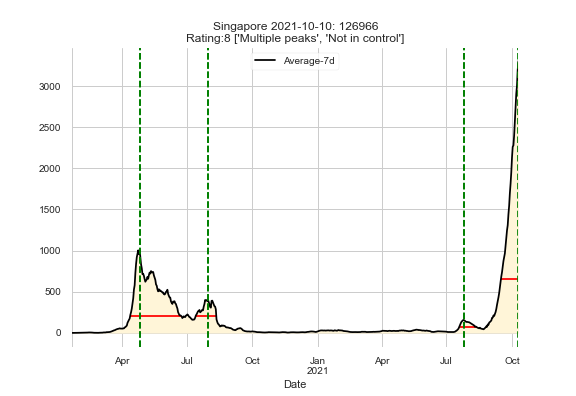 Singapore 2021-10-10: 126966
Rating:8 ['Multiple peaks', 'Not in control']
Average-7d
3000
2500
2000
1500
1000
500
0
Apr Jul Oct Jan Apr Jul Oct
2021
Date